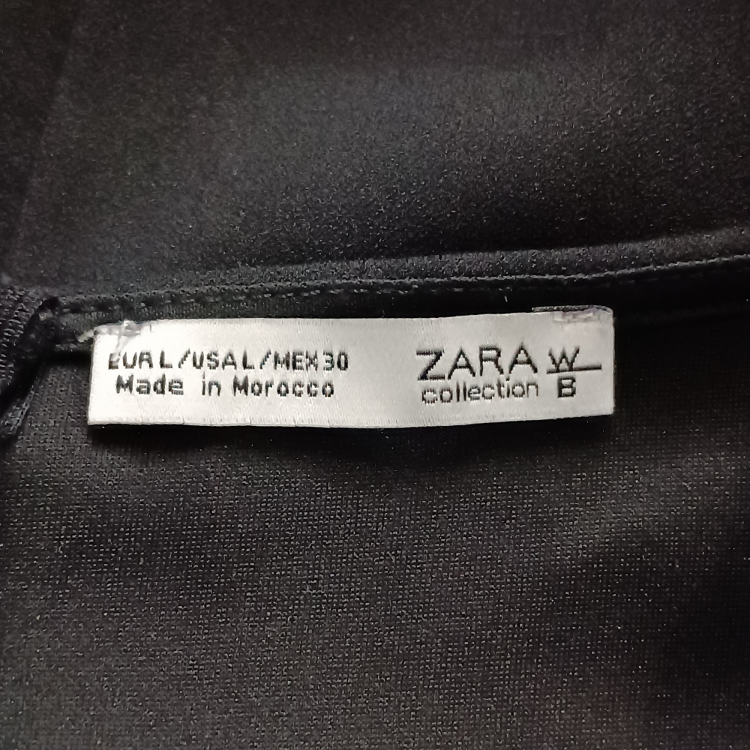 EUR L/USA L/MEX 30
Made in Morocco
ZARA W
collection B